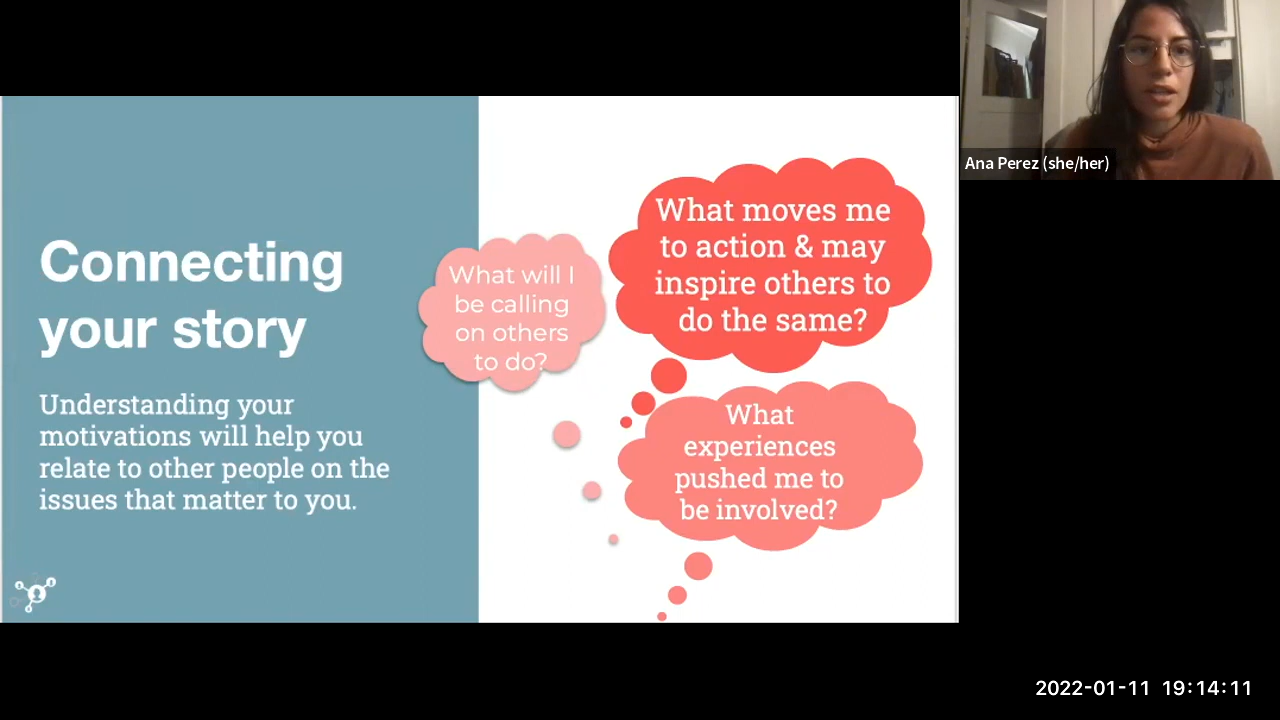 Ana Perez (she/her)
Connecting
your story
Understanding your
motivations will help you
relate to other people on the
issues that matter to you.
What will I
be calling
on others
to do?
What moves me
to action & may
inspire others to
do the same?
What
experiences
pushed me to
be involved?
2022-01-11 19:14:11